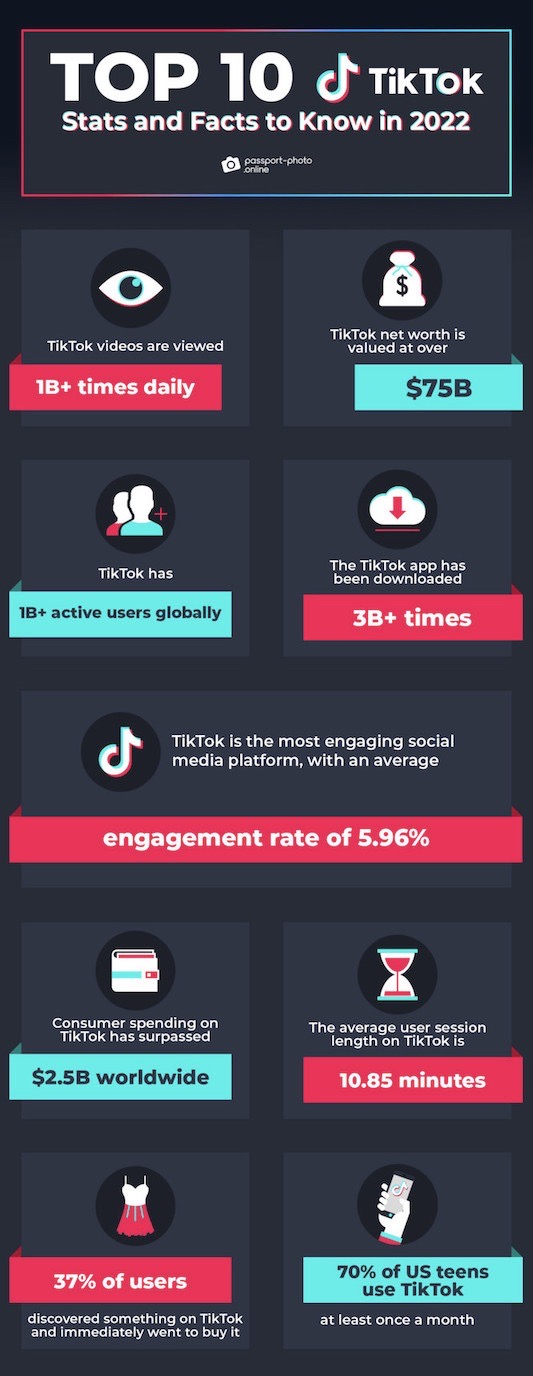 TOP 10 TikTok
Stats and Facts to Know in 2022
passport-photo
.online
TikTok videos are viewed
1B+ times daily
TikTok net worth is
valued at over
$
$75B
TikTok has
1B+ active users globally
The TikTok app has
been downloaded
3B+ times
TikTok is the most engaging social
media platform, with an average
engagement rate of 5.96%
Consumer spending on
TikTok has surpassed
$2.5B worldwide
The average user session
length on TikTok is
10.85 minutes
37% of users
discovered something on TikTok
and immediately went to buy it
70% of US teens
use TikTok
at least once a month